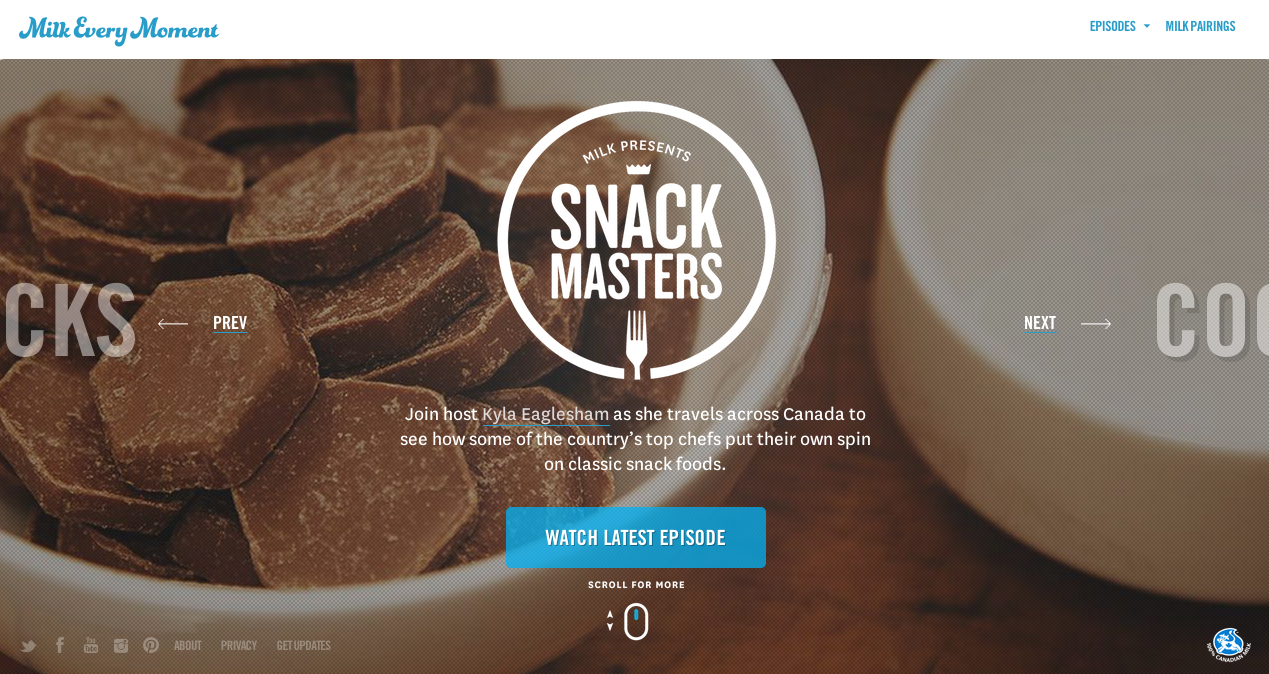 Milk Every Moment
EPISODES
MILK PAIRINGS
MILK PRESENTS
SNACK
MASTERS
CKS
PREV
NEXT
COO
Join host Kyla Eaglesham as she travels across Canada to
see how some of the country's top chefs put their own spin
on classic snack foods.
WATCH LATEST EPISODE
SCROLL FOR MORE
You
Tube
ABOUT
PRIVACY
GET UPDATES
100% CANADIAN MILK